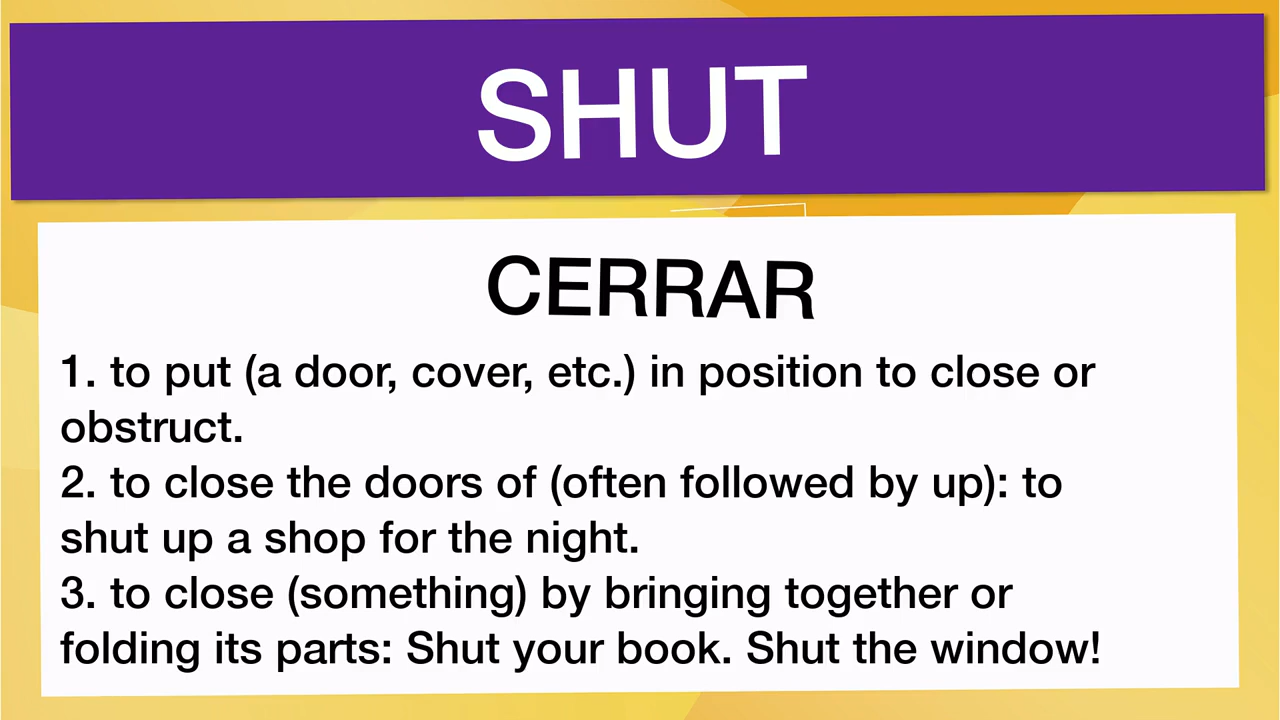 SHUT
CERRAR
1. to put (a door, cover, etc.) in position to close or
obstruct.
2. to close the doors of (often followed by up): to
shut up a shop for the night.
3. to close (something) by bringing together or
folding its parts: Shut your book. Shut the window!